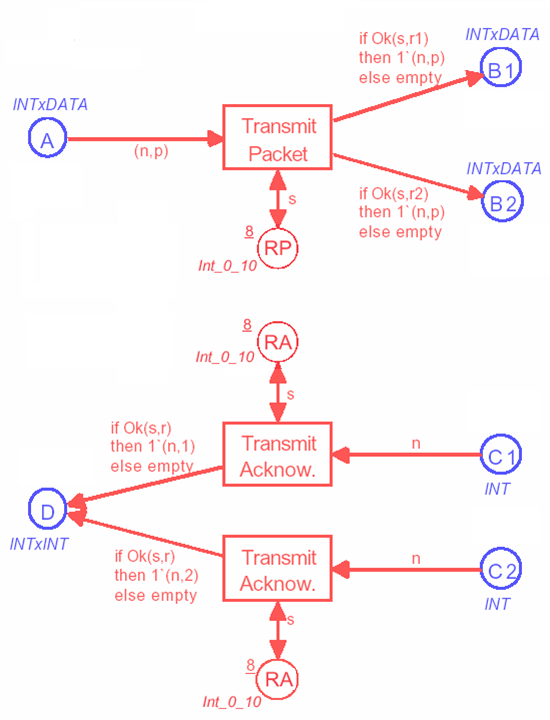 if Ok(s,r1)
then 1`(n,p)
else empty
INTxDATA
B1
INTxDATA
A
(n,p)
Transmit
Packet
INTxDATA
B2
if Ok(s,r2)
then 1`(n,p)
else empty
s
8
RP
Int_0_10
8
RA
Int_0_10
s
if Ok(s,r)
then 1`(n,1)
else empty
Transmit
Acknow.
n
C1
INT
D
INTxINT
if Ok(s,r)
then 1`(n,2)
else empty
Transmit
Acknow.
n
C2
INT
s
8
RA
Int_0_10